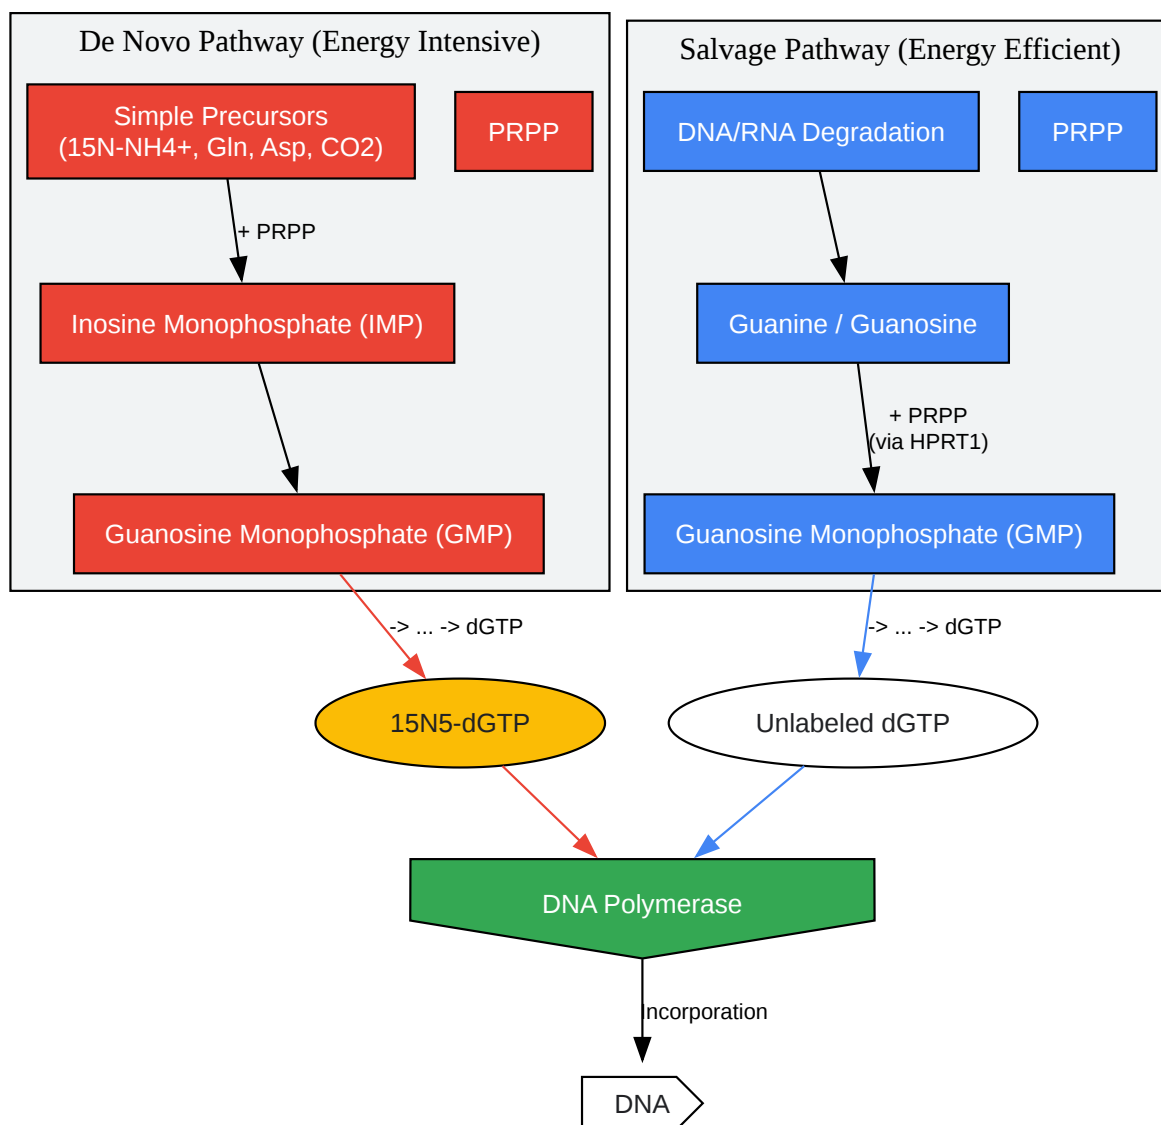 De Novo Pathway (Energy Intensive)
Simple Precursors
(15N-NH4+, Gln, Asp, CO2)
PRPP
+ PRPP
Inosine Monophosphate (IMP)
Guanosine Monophosphate (GMP)
Salvage Pathway (Energy Efficient)
DNA/RNA Degradation
PRPP
Guanine / Guanosine
+ PRPP
(via HPRT1)
Guanosine Monophosphate (GMP)
-> ... -> dGTP
-> ... -> dGTP
15N5-dGTP
Unlabeled dGTP
DNA Polymerase
Incorporation
DNA